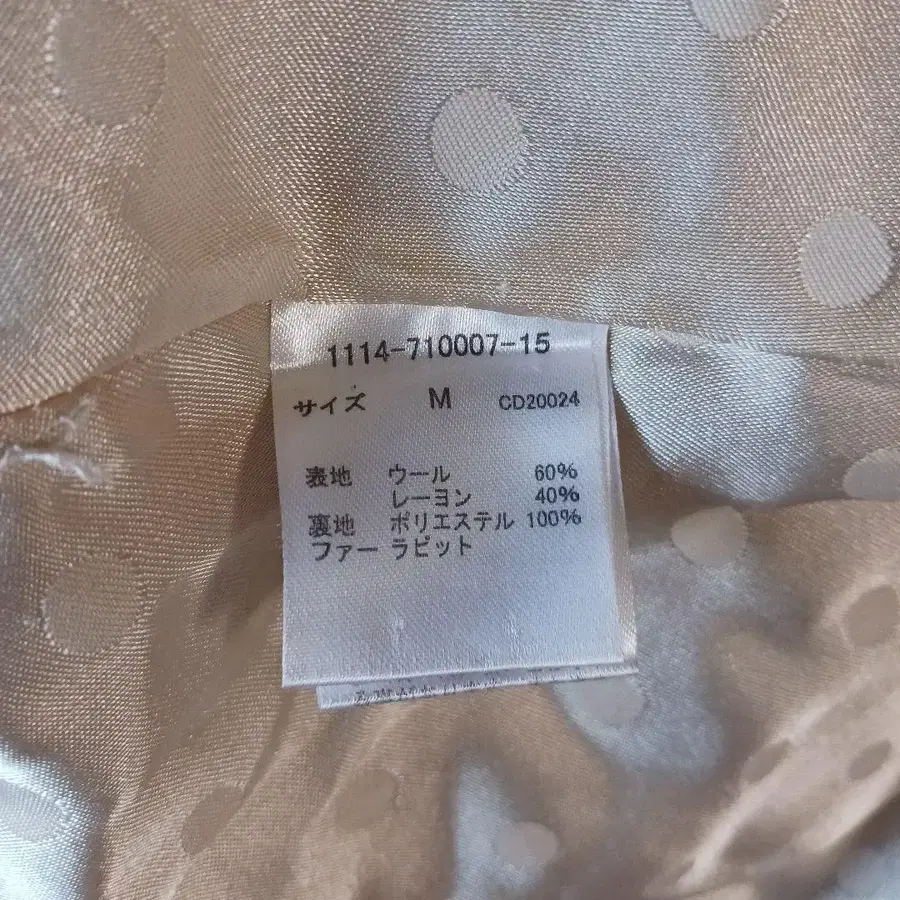 1114-710007-15
サイズ M CD20024
表地 ウール 60%
レーヨン 40%
裏地 ポリエステル 100%
ファー ラビット